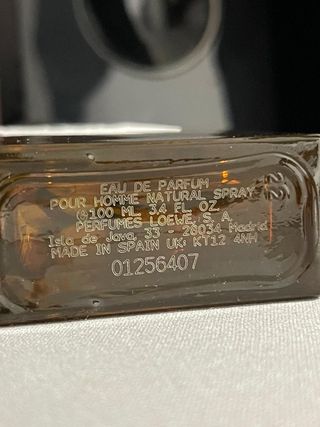 EAU DE PARFUM
POUR HOMME NATURAL SPRAY
℮100 ML 3.4 FL OZ.
PERFUMES LOEWE, S. A.
Isla de Java 33 - 28034 Madrid
MADE IN SPAIN UK: KT12 4NH
01256407